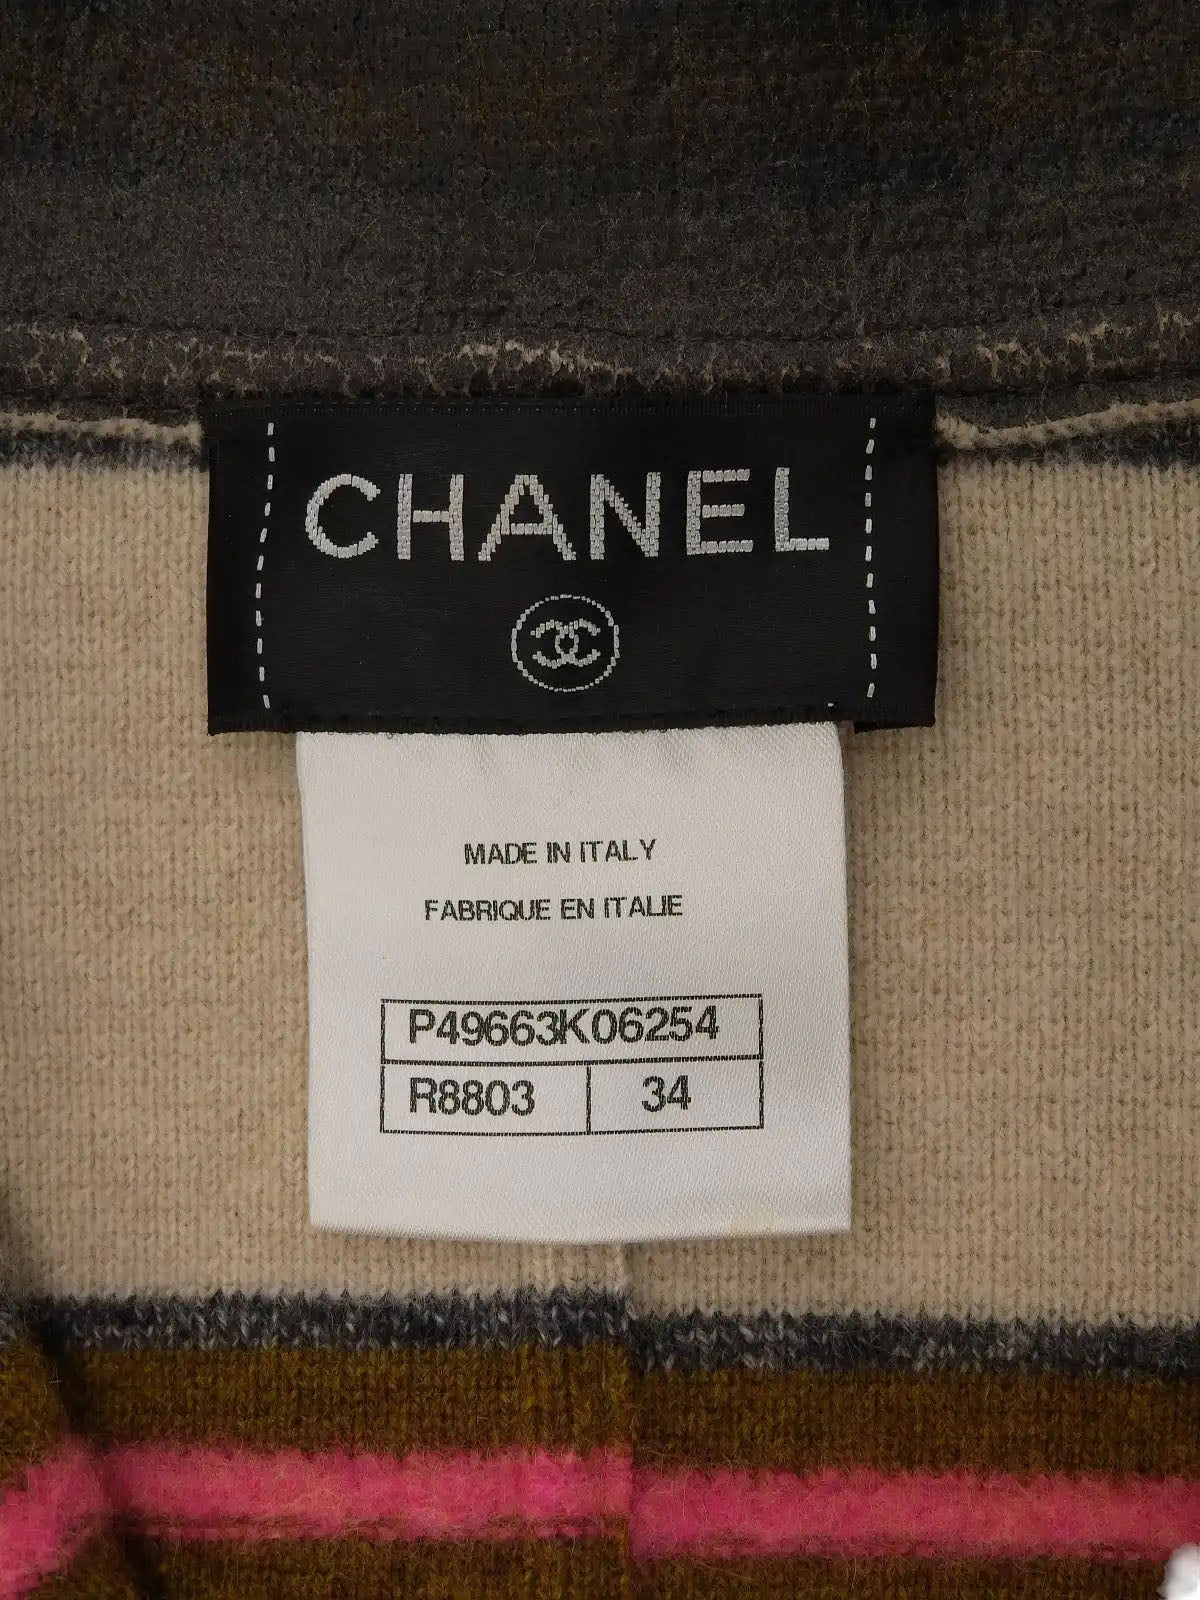 CHANEL
MADE IN ITALY
FABRIQUE EN ITALIE
P49663K06254
R8803 34